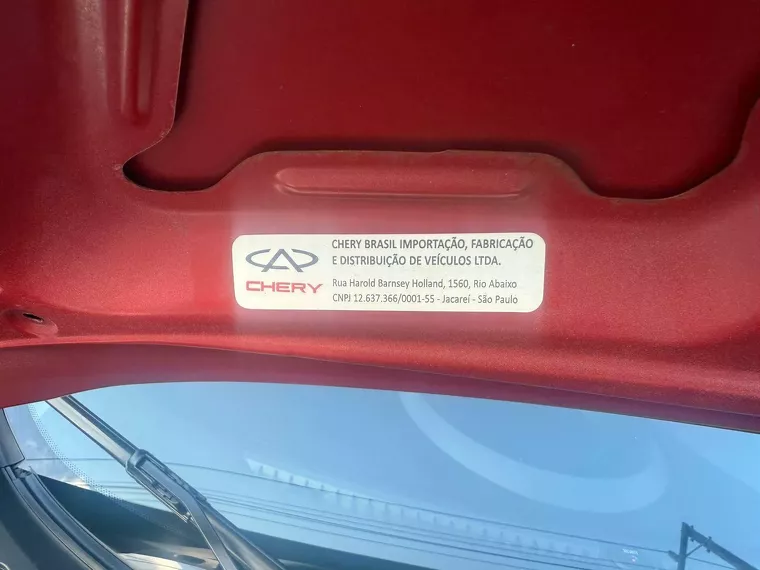 CHERY BRASIL IMPORTAÇÃO, FABRICAÇÃO
E DISTRIBUIÇÃO DE VEÍCULOS LTDA.
CHERY
Rua Harold Barnsey Holland, 1560, Rio Abaixo
CNPJ 12.637.366/0001-55 - Jacareí - São Paulo